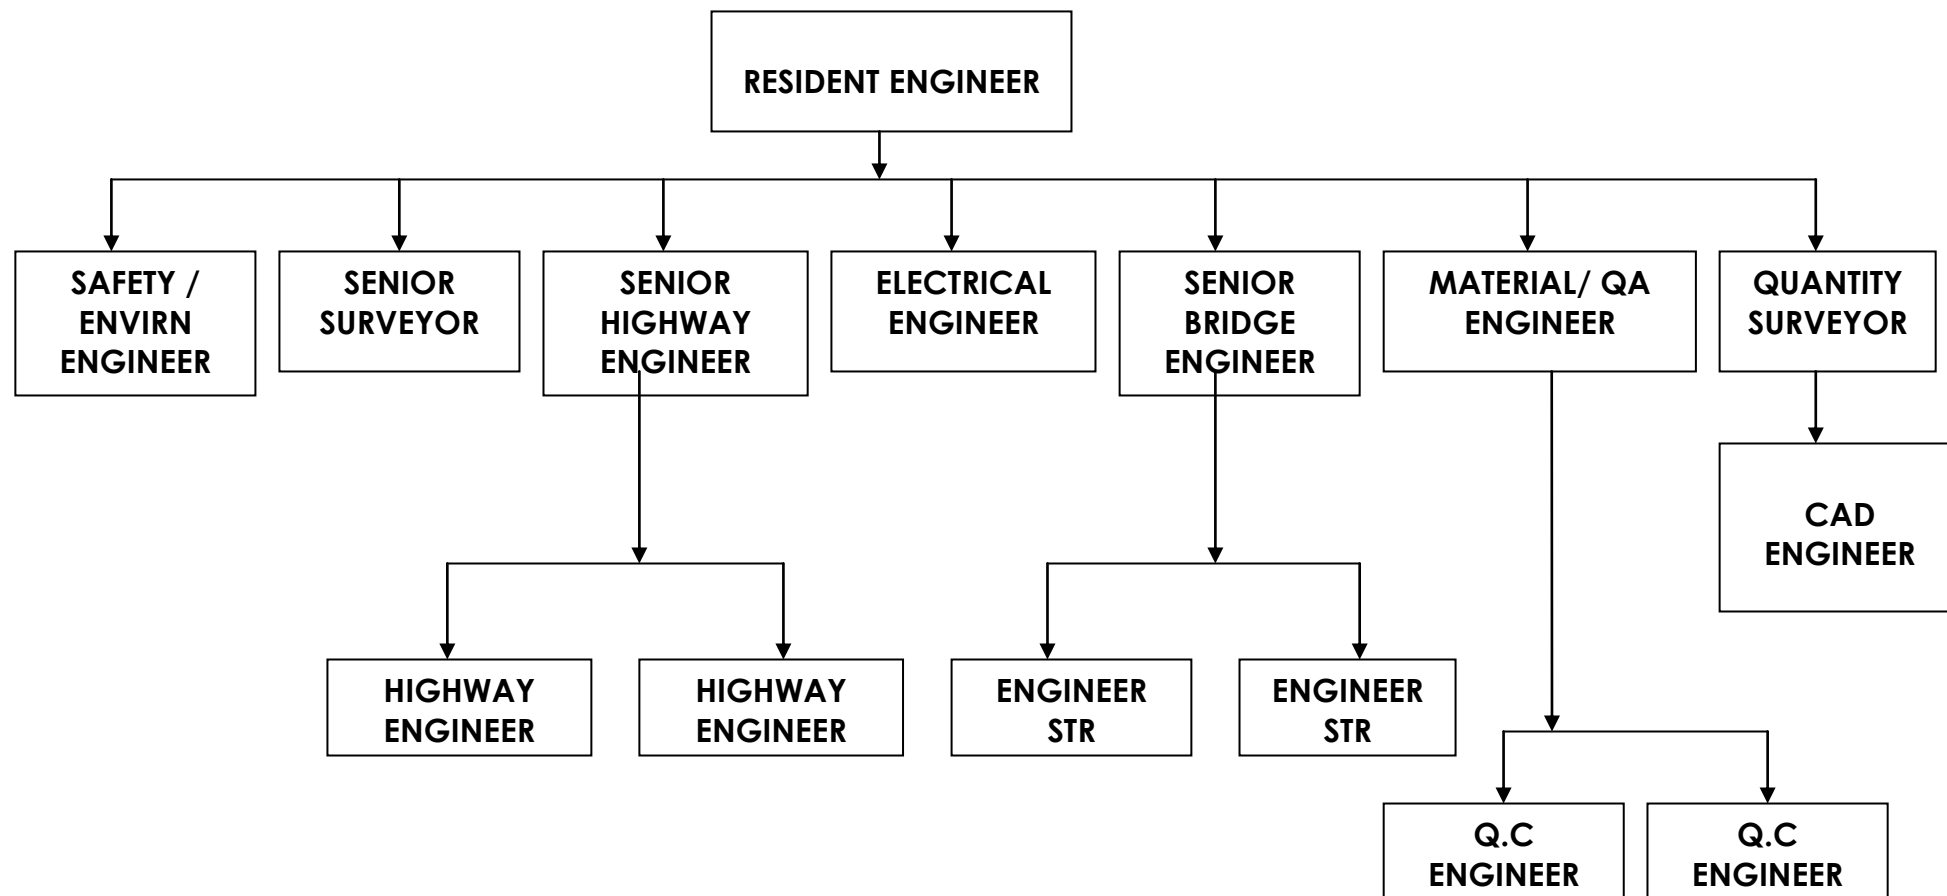 RESIDENT ENGINEER
SAFETY /
ENVIRN
ENGINEER
SENIOR
SURVEYOR
SENIOR
HIGHWAY
ENGINEER
ELECTRICAL
ENGINEER
SENIOR
BRIDGE
ENGINEER
MATERIAL/ QA
ENGINEER
QUANTITY
SURVEYOR
CAD
ENGINEER
HIGHWAY
ENGINEER
HIGHWAY
ENGINEER
ENGINEER
STR
ENGINEER
STR
Q.C
ENGINEER
Q.C
ENGINEER